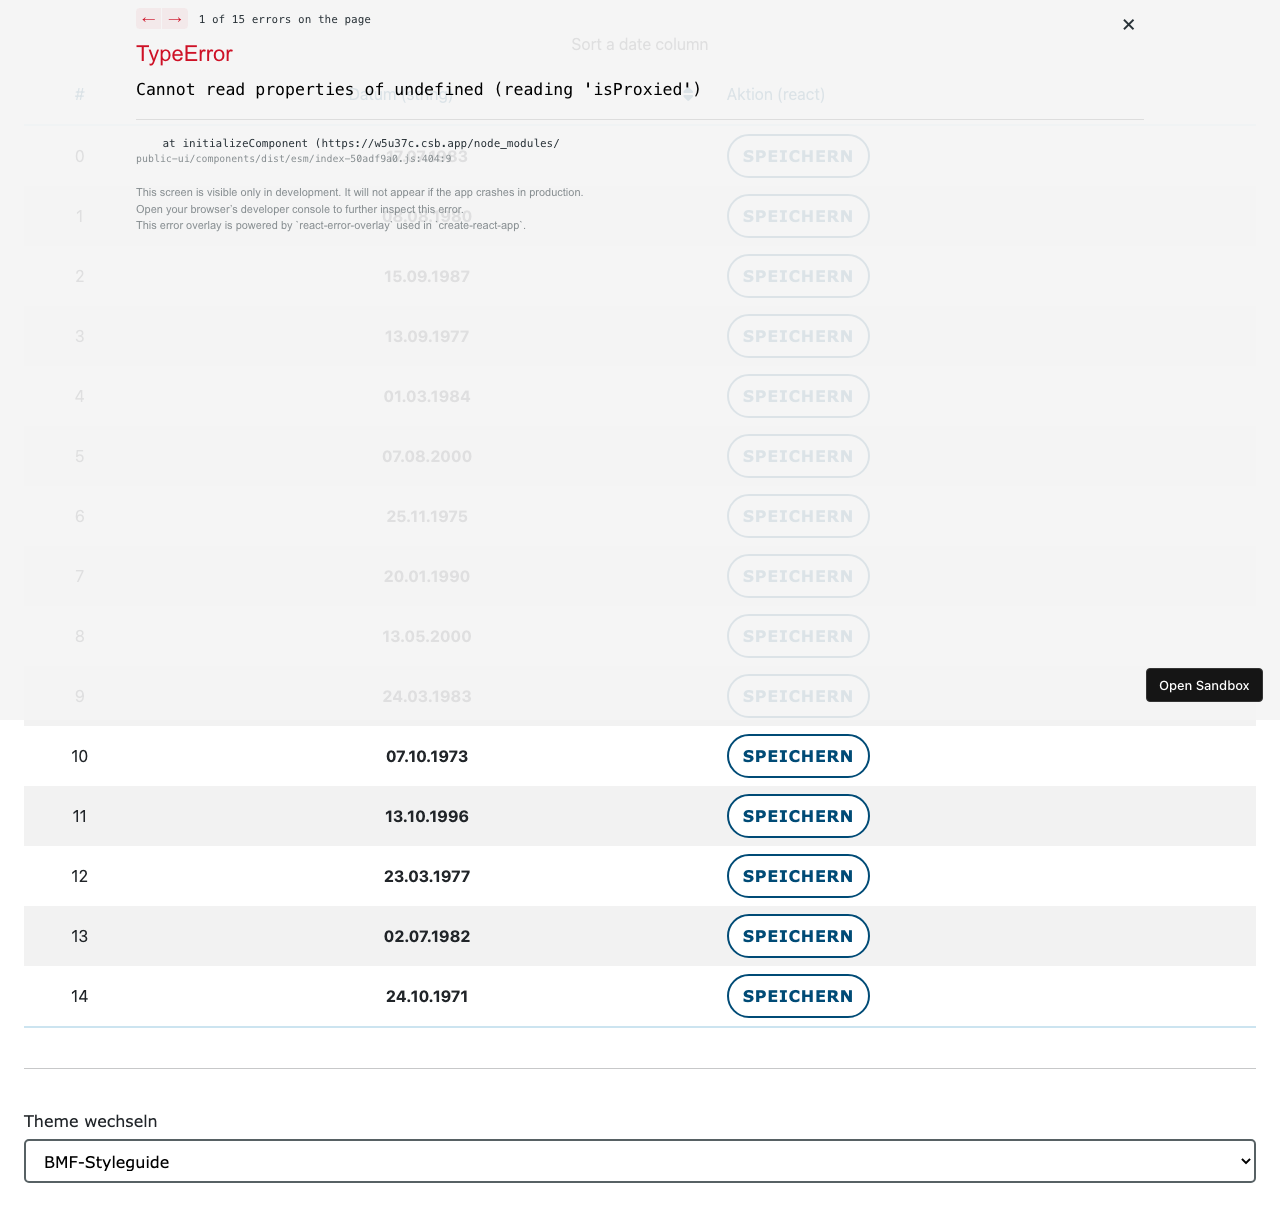 ← → 1 of 15 errors on the page
×
Sort a date column
TypeError
Cannot read properties of undefined (reading 'isProxied')
# Datum (string) Aktion (react)
at initializeComponent (https://w5u37c.csb.app/node_modules/
public-ui/components/dist/esm/index-50adf9a0.js:404:9
0 17.07.1983 SPEICHERN
This screen is visible only in development. It will not appear if the app crashes in production.
Open your browser’s developer console to further inspect this error.
This error overlay is powered by `react-error-overlay` used in `create-react-app`.
1 08.08.1980 SPEICHERN
2 15.09.1987 SPEICHERN
3 13.09.1977 SPEICHERN
4 01.03.1984 SPEICHERN
5 07.08.2000 SPEICHERN
6 25.11.1975 SPEICHERN
7 20.01.1990 SPEICHERN
8 13.05.2000 SPEICHERN
9 24.03.1983 SPEICHERN
Open Sandbox
10 07.10.1973 SPEICHERN
11 13.10.1996 SPEICHERN
12 23.03.1977 SPEICHERN
13 02.07.1982 SPEICHERN
14 24.10.1971 SPEICHERN
Theme wechseln
BMF-Styleguide